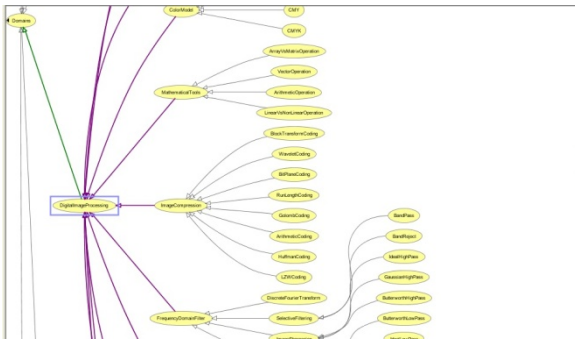 ColorModel
CMY
Domains
CMYK
ArrayVsMatrixOperation
VectorOperation
MathematicalTools
ArithmeticOperation
LinearVsNonLinearOperation
BlockTransformCoding
WaveletCoding
BitPlaneCoding
RunLengthCoding
DigitalImageProcessing
ImageCompression
GolombCoding
BandPass
ArithmeticCoding
BandReject
HuffmanCoding
IdealHighPass
LZWCoding
GaussianHighPass
DiscreteFourierTransform
ButterworthHighPass
FrequencyDomainFilter
SelectiveFiltering
ButterworthLowPass